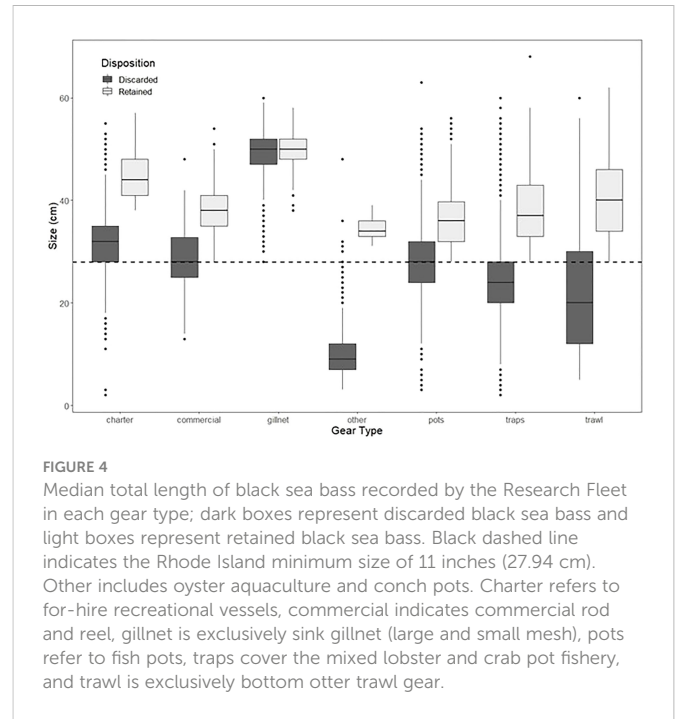 Disposition
Discarded
Retained
60
40
20
0
Size (cm)
charter commercial gillnet other pots traps trawl
Gear Type
FIGURE 4
Median total length of black sea bass recorded by the Research Fleet
in each gear type; dark boxes represent discarded black sea bass and
light boxes represent retained black sea bass. Black dashed line
indicates the Rhode Island minimum size of 11 inches (27.94 cm).
Other includes oyster aquaculture and conch pots. Charter refers to
for-hire recreational vessels, commercial indicates commercial rod
and reel, gillnet is exclusively sink gillnet (large and small mesh), pots
refer to fish pots, traps cover the mixed lobster and crab pot fishery,
and trawl is exclusively bottom otter trawl gear.